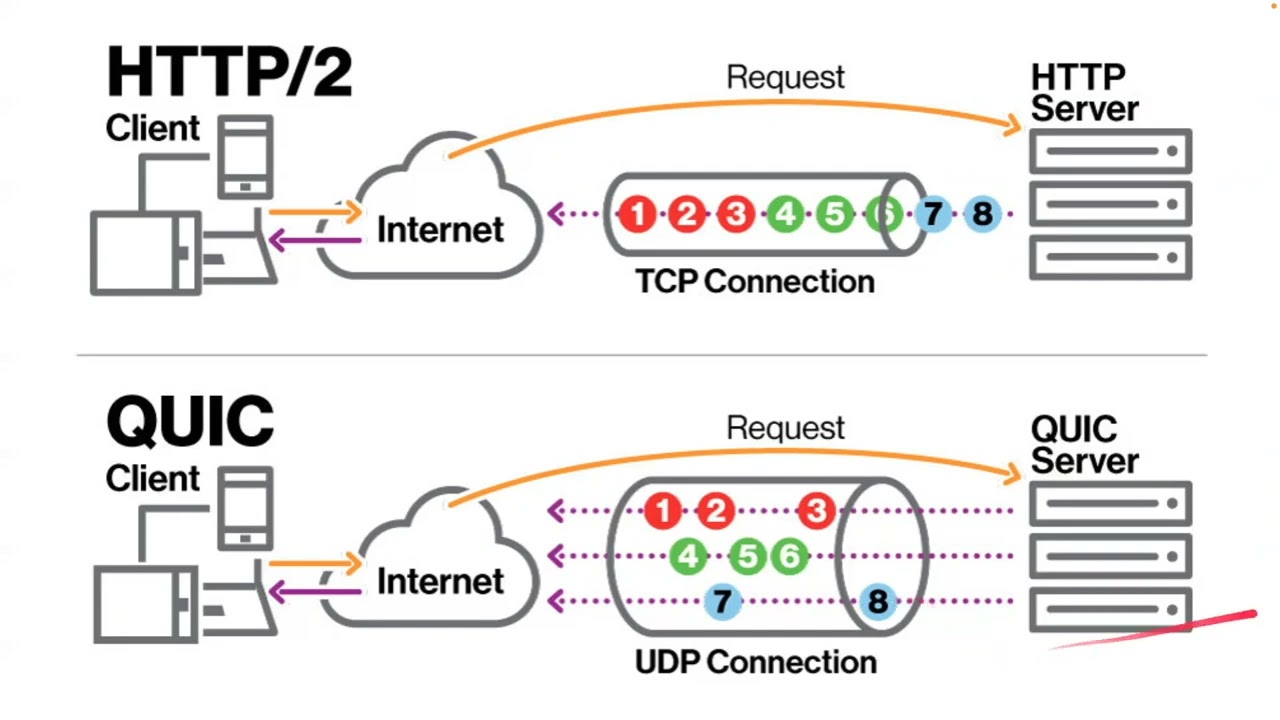 HTTP/2
Client
Internet
Request
HTTP
Server
1 2 3 4 5 6 7 8
TCP Connection
QUIC
Client
Internet
Request
QUIC
Server
1 2 3
4 5 6
7 8
UDP Connection